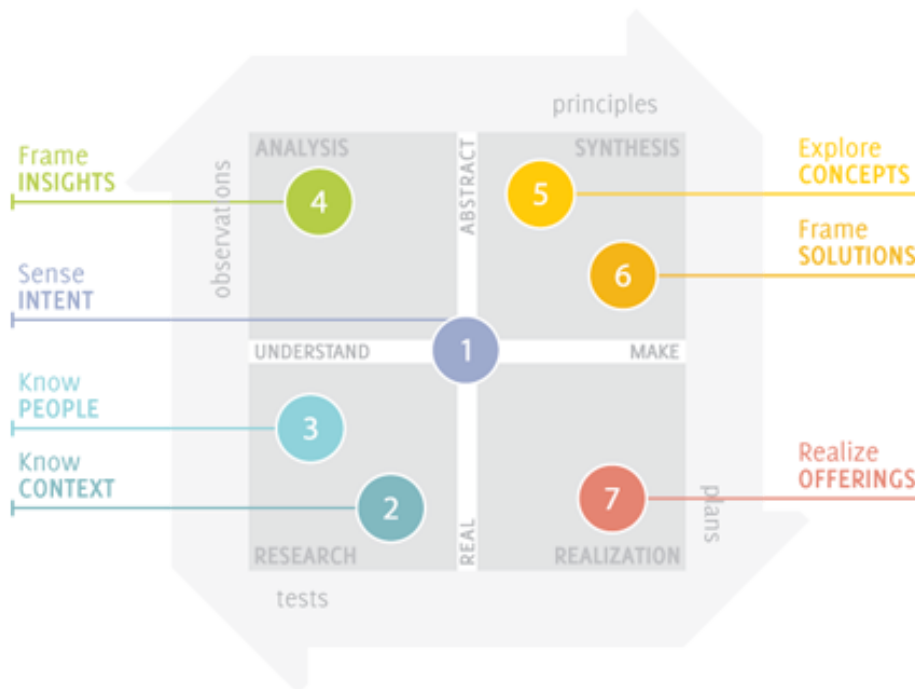 principles
Frame
INSIGHTS
ANALYSIS
4
observations
ABSTRACT
SYNTHESIS
5
Explore
CONCEPTS
6
Frame
SOLUTIONS
Sense
INTENT
UNDERSTAND
1
MAKE
Know
PEOPLE
3
Know
CONTEXT
2
RESEARCH
REAL
7
REALIZATION
Realize
OFFERINGS
plans
tests